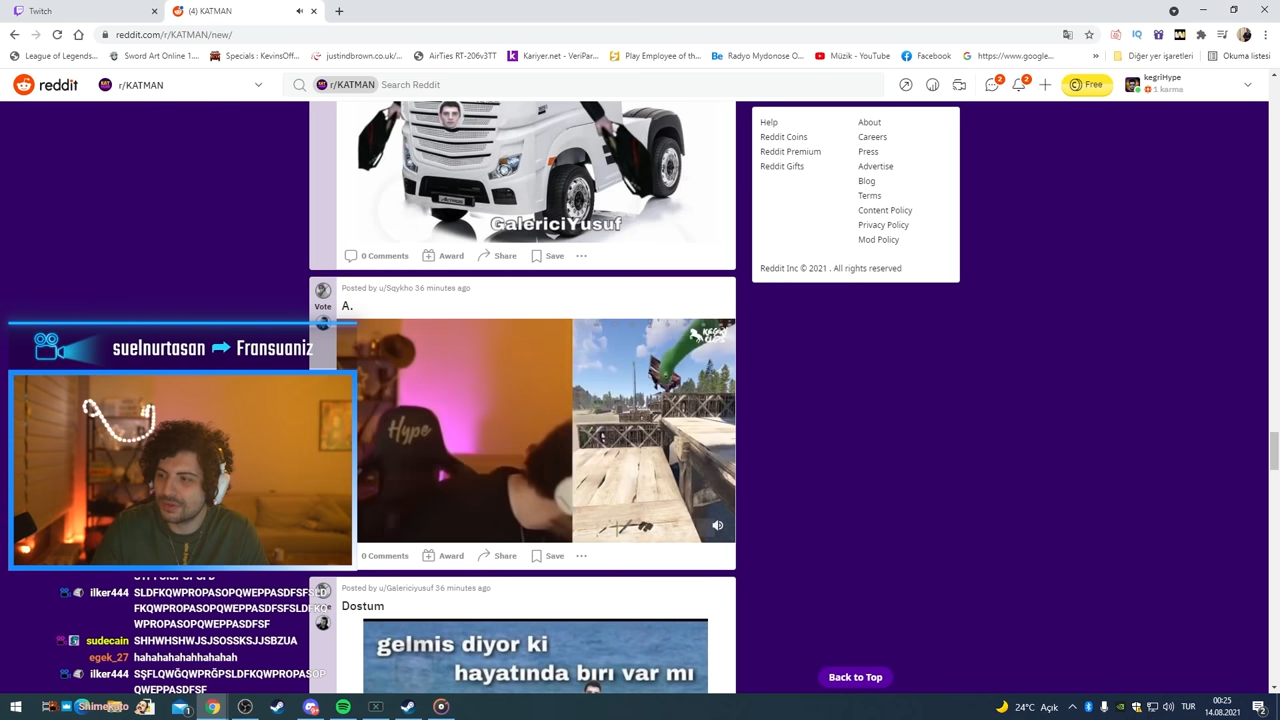 Twitch
(4) KATMAN
reddit.com/r/KATMAN/new/
League of Legends...
Sword Art Online 1....
Specials : KevinsOff...
justindbrown.co.uk/...
AirTies RT-206v3TT
Kariyer.net - VeriPar...
Play Employee of th...
Radyo Mydonose O...
Müzik - YouTube
Facebook
https://www.google...
Diğer yer işaretleri
Okuma listesi
reddit
r/KATMAN
r/KATMAN
Search Reddit
2
2
Free
kegriHype
1 karma
GalericiYusuf
0 Comments
Award
Share
Save
Help
Reddit Coins
Reddit Premium
Reddit Gifts
About
Careers
Press
Advertise
Blog
Terms
Content Policy
Privacy Policy
Mod Policy
Reddit Inc © 2021 . All rights reserved
Posted by u/Sqykho 36 minutes ago
Vote
A.
suelnurtasan
Fransuaniz
Hype
0 Comments
Award
Share
Save
Posted by u/Galericiyusuf 36 minutes ago
Dostum
gelmis diyor ki
hayatında bırı var mı
ilker444 SLDFNQWPROPASOPQWEPPASDFSFSLD
FKQWPROPASOPQWEPPASDFSFSLDFKQ
WPROPASOPQWEPPASDFSF
sudecain SHHWHSHWJSJSOSSKSJJSBZUA
egek_27 hahahahahahhahahah
ilker444 SŞFLQWĞQWPRĞPSLDFKQWPROPASOP
QWEPPASDFSF
Back to Top
24°C Açık
TUR
00:25
14.08.2021
2